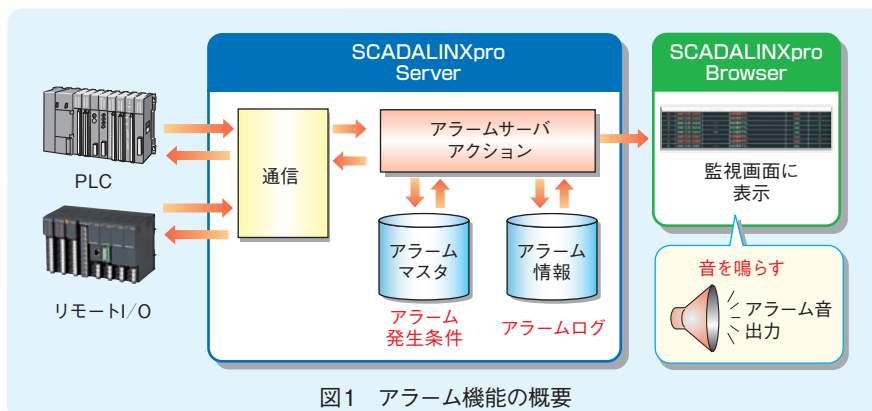 SCADALINXpro
Server
SCADALINXpro
Browser
PLC
リモートI/O
通信
アラームサーバ
アクション
アラーム
マスタ
アラーム
情報
アラーム
発生条件
アラームログ
監視画面に
表示
音を鳴らす
アラーム音
出力
図1 アラーム機能の概要